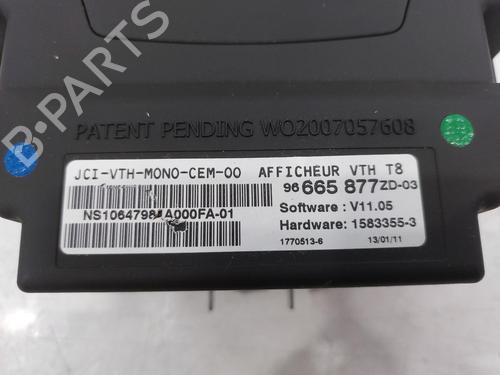 PATENT PENDING WO2007057608
JCI-VTH-MONO-CEM-00 AFFICHEUR VTH T8
96 665 877ZD-03
Software : V11.05
Hardware: 1583355-3
1770513-6 13/01/11